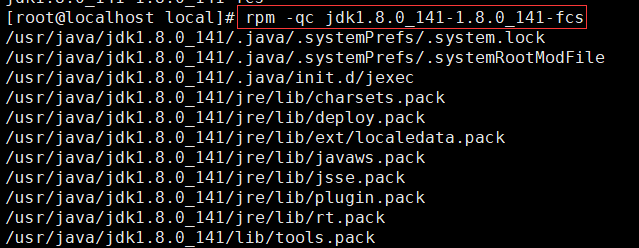 [root@localhost local]# rpm -qc jdk1.8.0_141-1.8.0_141-fcs
/usr/java/jdk1.8.0_141/.java/.systemPrefs/.system.lock
/usr/java/jdk1.8.0_141/.java/.systemPrefs/.systemRootModFile
/usr/java/jdk1.8.0_141/.java/init.d/jexec
/usr/java/jdk1.8.0_141/jre/lib/charsets.pack
/usr/java/jdk1.8.0_141/jre/lib/deploy.pack
/usr/java/jdk1.8.0_141/jre/lib/ext/localedata.pack
/usr/java/jdk1.8.0_141/jre/lib/javaws.pack
/usr/java/jdk1.8.0_141/jre/lib/jsse.pack
/usr/java/jdk1.8.0_141/jre/lib/plugin.pack
/usr/java/jdk1.8.0_141/jre/lib/rt.pack
/usr/java/jdk1.8.0_141/lib/tools.pack